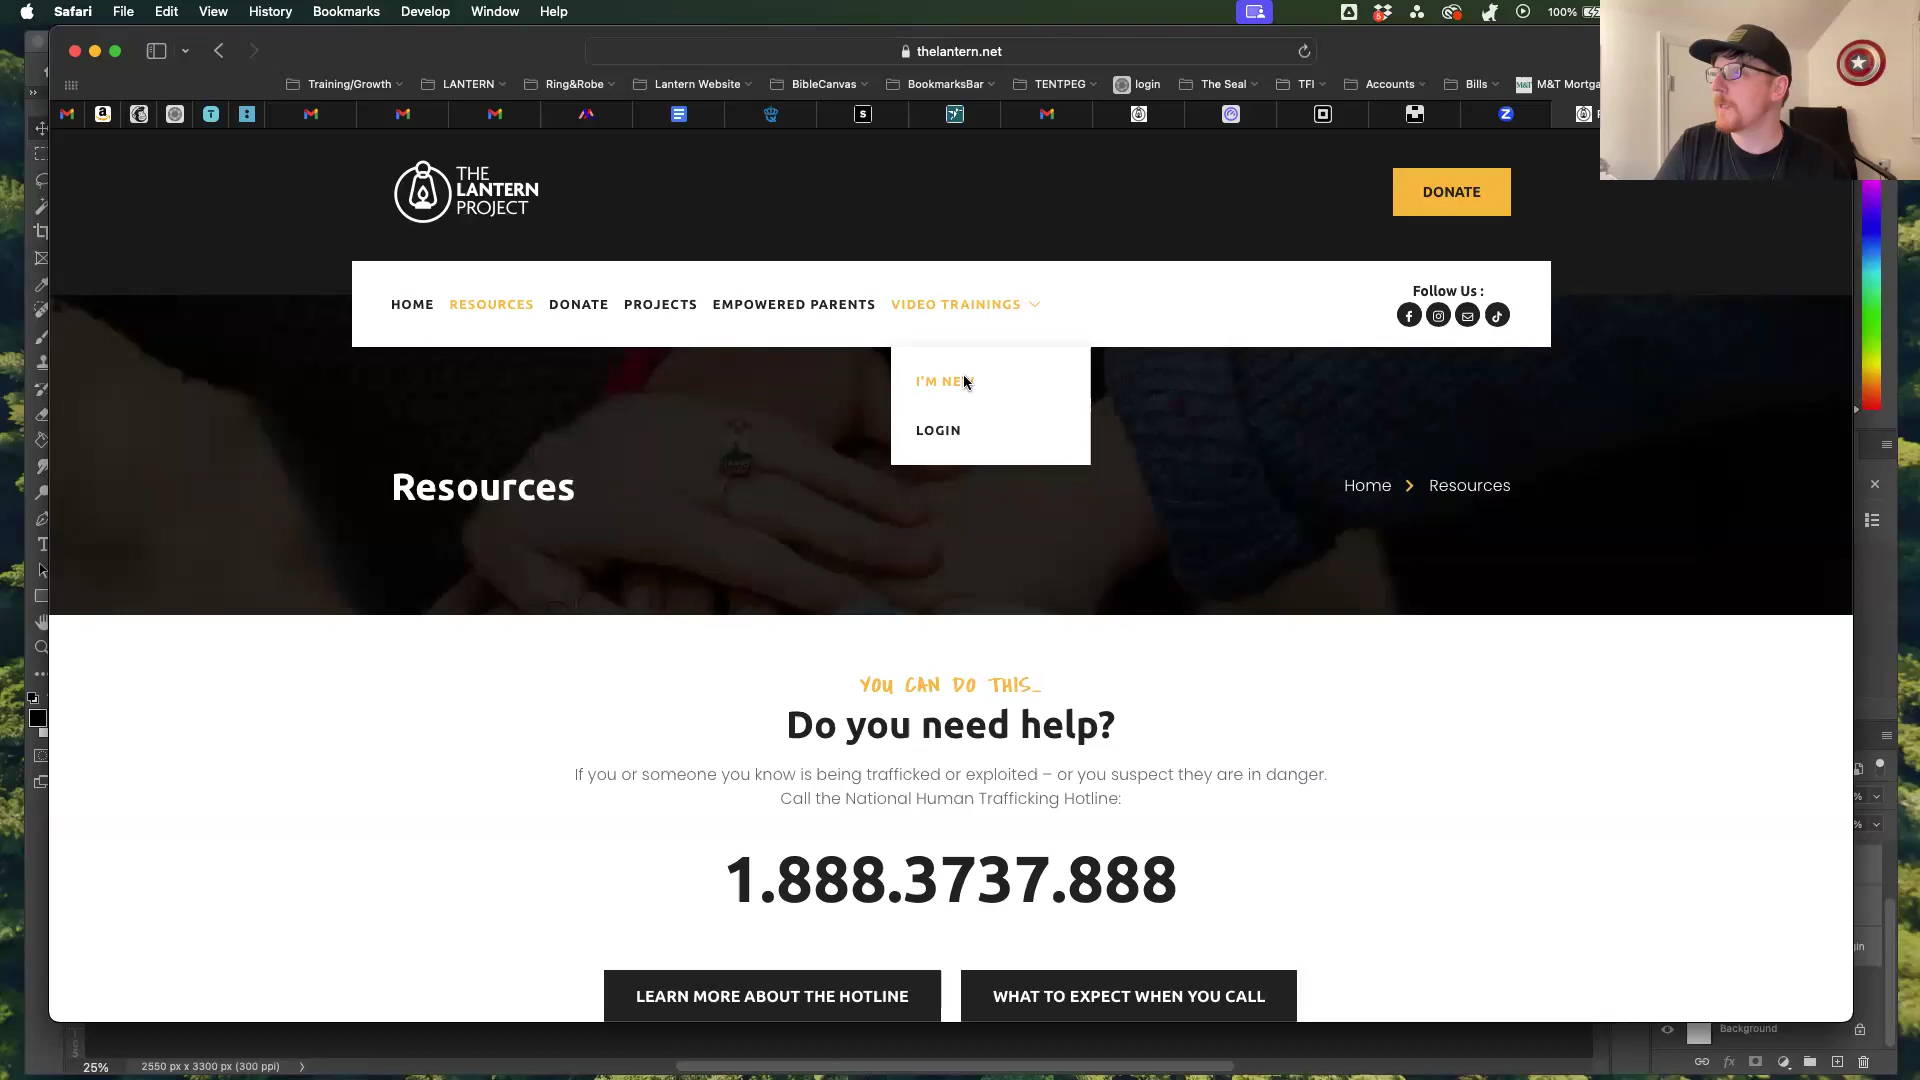 Safari File Edit View History Bookmarks Develop Window Help
100%
thelantern.net
Training/Growth LANTERN Ring&Robe Lantern Website BibleCanvas BookmarksBar TENTPEG login The Seal TFI Accounts Bills M&T Mortga
THE
LANTERN
PROJECT
DONATE
HOME RESOURCES DONATE PROJECTS EMPOWERED PARENTS VIDEO TRAININGS
Follow Us :
I'M NEW
LOGIN
Resources
Home Resources
YOU CAN DO THIS_
Do you need help?
If you or someone you know is being trafficked or exploited – or you suspect they are in danger.
Call the National Human Trafficking Hotline:
1.888.3737.888
LEARN MORE ABOUT THE HOTLINE WHAT TO EXPECT WHEN YOU CALL
Background
25% 2550 px x 3300 px (300 ppi)